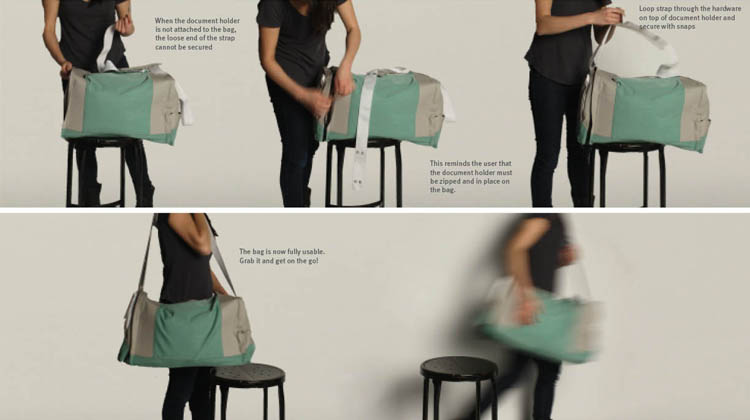 When the document holder
is not attached to the bag,
the loose end of the strap
cannot be secured
This reminds the user that
the document holder must
be zipped and in place on
the bag.
Loop strap through the hardware
on top of document holder and
secure with snaps
The bag is now fully usable.
Grab it and get on the go!